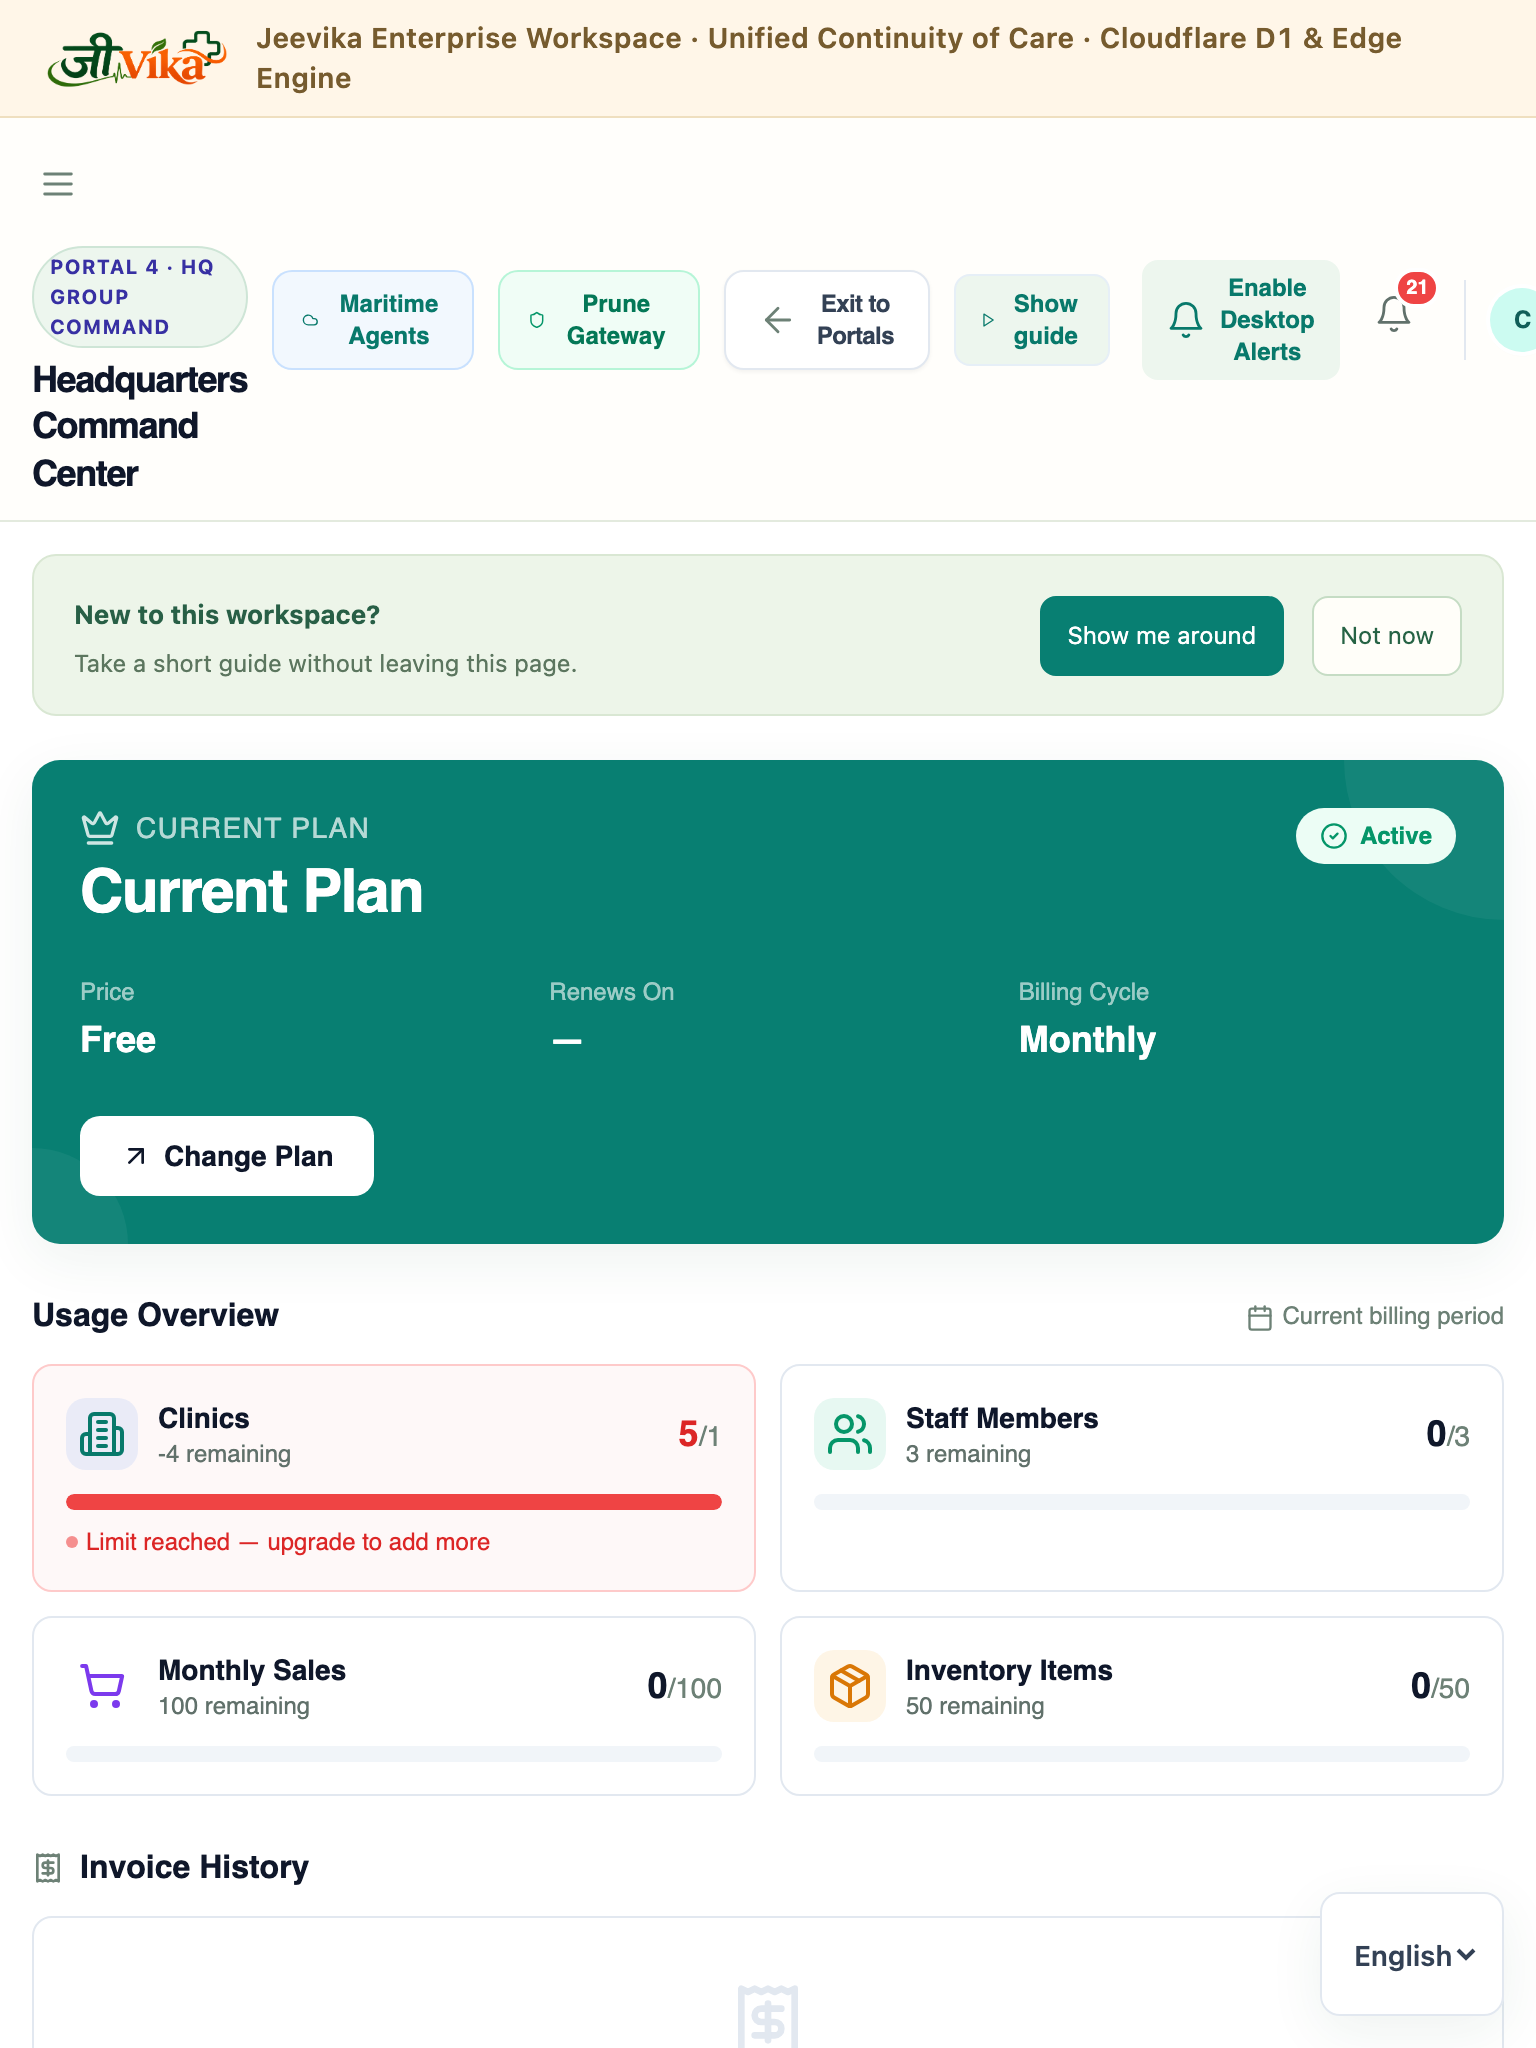 जीvika
Jeevika Enterprise Workspace · Unified Continuity of Care · Cloudflare D1 & Edge
Engine
PORTAL 4 · HQ
GROUP
COMMAND
Headquarters
Command
Center
Maritime
Agents
Prune
Gateway
Exit to
Portals
Show
guide
Enable
Desktop
Alerts
21
C
New to this workspace?
Take a short guide without leaving this page.
Show me around
Not now
CURRENT PLAN
Active
Current Plan
Price
Renews On
Billing Cycle
Free
—
Monthly
Change Plan
Usage Overview
Current billing period
Clinics
-4 remaining
5/1
Limit reached — upgrade to add more
Staff Members
3 remaining
0/3
Monthly Sales
100 remaining
0/100
Inventory Items
50 remaining
0/50
Invoice History
English